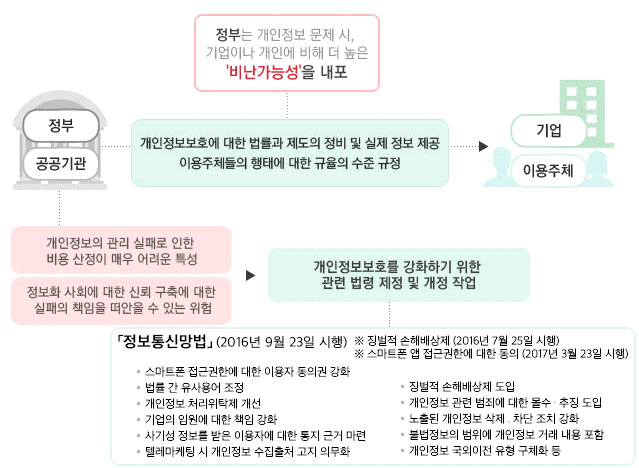 정부는 개인정보 문제 시,
기업이나 개인에 비해 더 높은
'비난가능성'을 내포
정부
공공기관
개인정보보호에 대한 법률과 제도의 정비 및 실제 정보 제공
이용주체들의 행태에 대한 규율의 수준 규정
기업
이용주체
개인정보의 관리 실패로 인한
비용 산정이 매우 어려운 특성
정보화 사회에 대한 신뢰 구축에 대한
실패의 책임을 떠안을 수 있는 위험
개인정보보호를 강화하기 위한
관련 법령 제정 및 개정 작업
「정보통신망법」 (2016년 9월 23일 시행)
※ 징벌적 손해배상제 (2016년 7월 25일 시행)
※ 스마트폰 앱 접근권한에 대한 동의 (2017년 3월 23일 시행)
스마트폰 접근권한에 대한 이용자 동의권 강화
법률 간 유사용어 조정
개인정보 처리위탁제 개선
기업의 임원에 대한 책임 강화
사기성 정보를 받은 이용자에 대한 통지 근거 마련
텔레마케팅 시 개인정보 수집출처 고지 의무화
징벌적 손해배상제 도입
개인정보 관련 범죄에 대한 몰수 · 추징 도입
노출된 개인정보 삭제 . 차단 조치 강화
불법정보의 범위에 개인정보 거래 내용 포함
개인정보 국외이전 유형 구체화 등